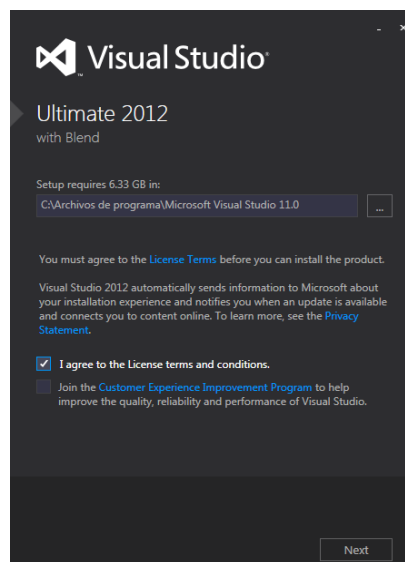 Visual Studio
Ultimate 2012
with Blend
Setup requires 6.33 GB in:
C:\Archivos de programa\Microsoft Visual Studio 11.0
...
You must agree to the License Terms before you can install the product.
Visual Studio 2012 automatically sends information to Microsoft about
your installation experience and notifies you when an update is available
and connects you to content online. To learn more, see the Privacy
Statement.
I agree to the License terms and conditions.
Join the Customer Experience Improvement Program to help
improve the quality, reliability and performance of Visual Studio.
Next